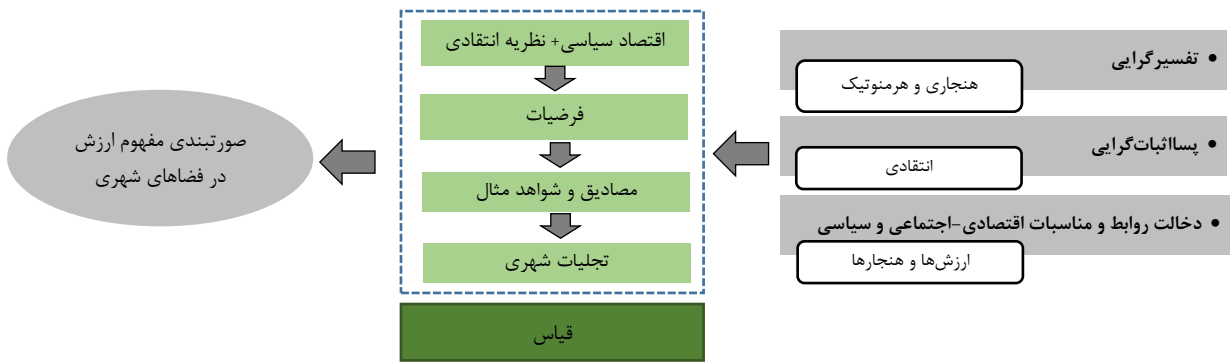 • تفسیرگرایی
هنجاری و هرمنوتیک
• پسااثبات‌گرایی
انتقادی
• دخالت روابط و مناسبات اقتصادی-اجتماعی و سیاسی
ارزش‌ها و هنجارها
اقتصاد سیاسی+ نظریه انتقادی
فرضیات
مصادیق و شواهد مثال
تجلیات شهری
قیاس
صورتبندی مفهوم ارزش
در فضاهای شهری